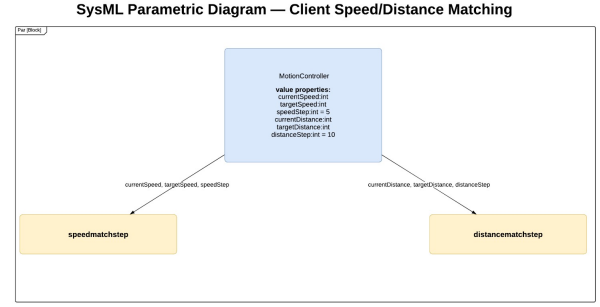 SysML Parametric Diagram — Client Speed/Distance Matching
Par [Block]
MotionController
value properties:
currentSpeed:int
targetSpeed:int
speedStep:int = 5
currentDistance:int
targetDistance:int
distanceStep:int = 10
currentSpeed, targetSpeed, speedStep
currentDistance, targetDistance, distanceStep
speedmatchstep
distancematchstep